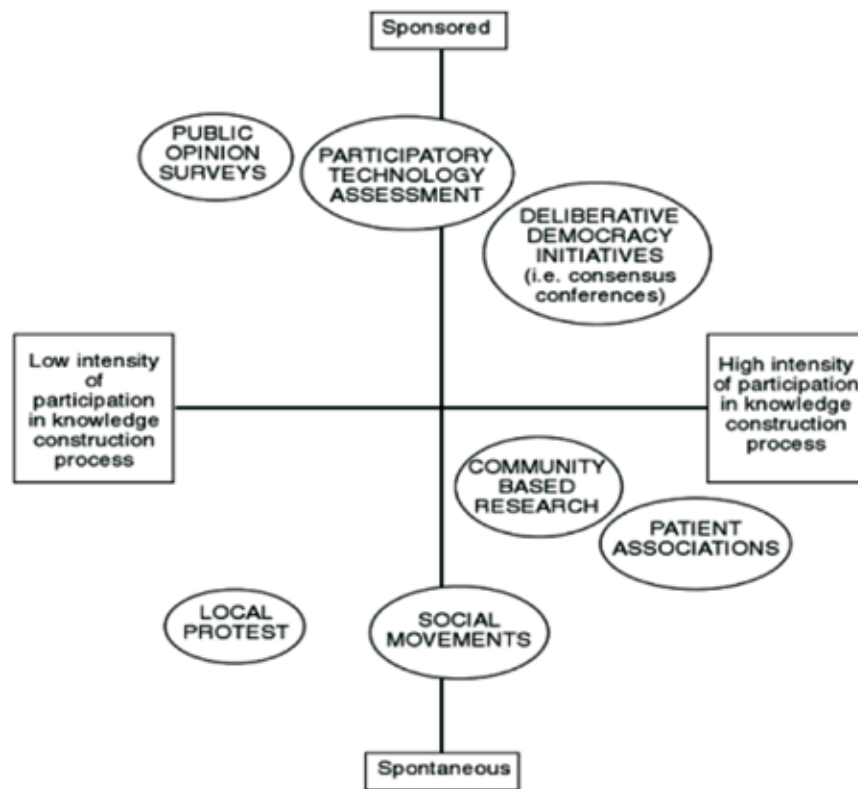 Sponsored
PUBLIC
OPINION
SURVEYS
PARTICIPATORY
TECHNOLOGY
ASSESSMENT
DELIBERATIVE
DEMOCRACY
INITIATIVES
(i.e. consensus
conferences)
Low intensity
of
participation
in knowledge
construction
process
High intensity
of participation
in knowledge
construction
process
COMMUNITY
BASED
RESEARCH
PATIENT
ASSOCIATIONS
LOCAL
PROTEST
SOCIAL
MOVEMENTS
Spontaneous